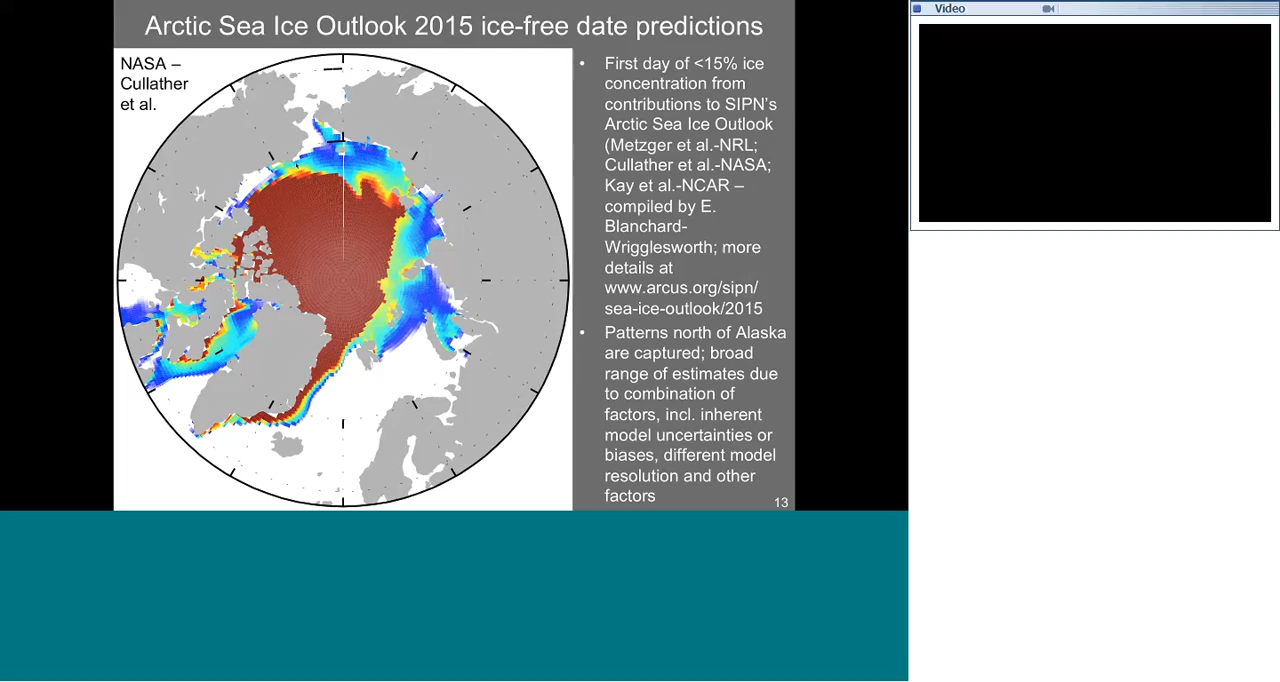 Arctic Sea Ice Outlook 2015 ice-free date predictions
NASA –
Cullather
et al.
• First day of <15% ice
concentration from
contributions to SIPN's
Arctic Sea Ice Outlook
(Metzger et al.-NRL;
Cullather et al.-NASA;
Kay et al.-NCAR –
compiled by E.
Blanchard-
Wrigglesworth; more
details at
www.arcus.org/sipn/
sea-ice-outlook/2015
• Patterns north of Alaska
are captured; broad
range of estimates due
to combination of
factors, incl. inherent
model uncertainties or
biases, different model
resolution and other
factors
13
Video